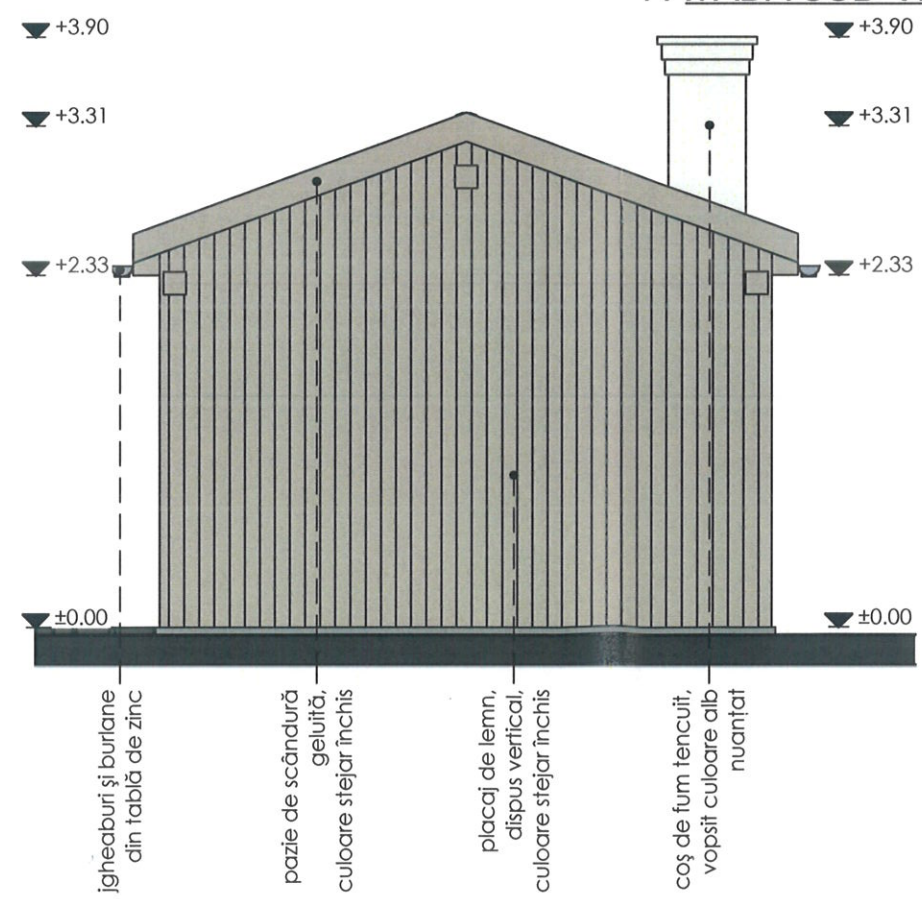 +3.90
+3.90
+3.31
+3.31
+2.33
+2.33
±0.00
±0.00
jgheaburi și burlane
din tablă de zinc
pazie de scândură
geluită,
culoare stejar închis
placaj de lemn,
dispus vertical,
culoare stejar închis
coș de fum tencuit,
vopsit culoare alb
nuanțat